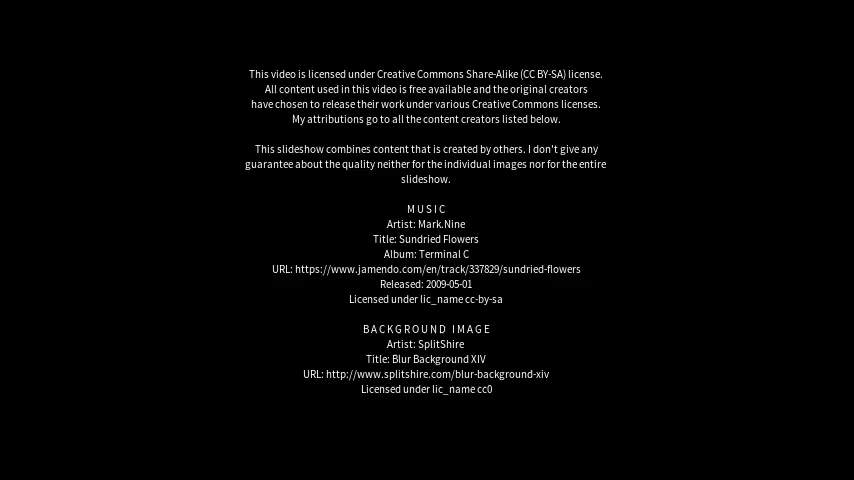 This video is licensed under Creative Commons Share-Alike (CC BY-SA) license.
All content used in this video is free available and the original creators
have chosen to release their work under various Creative Commons licenses.
My attributions go to all the content creators listed below.
This slideshow combines content that is created by others. I don't give any
guarantee about the quality neither for the individual images nor for the entire
slideshow.
MUSIC
Artist: Mark.Nine
Title: Sundried Flowers
Album: Terminal C
URL: https://www.jamendo.com/en/track/337829/sundried-flowers
Released: 2009-05-01
Licensed under lic_name cc-by-sa
BACKGROUND IMAGE
Artist: SplitShire
Title: Blur Background XIV
URL: http://www.splitshire.com/blur-background-xiv
Licensed under lic_name cc0